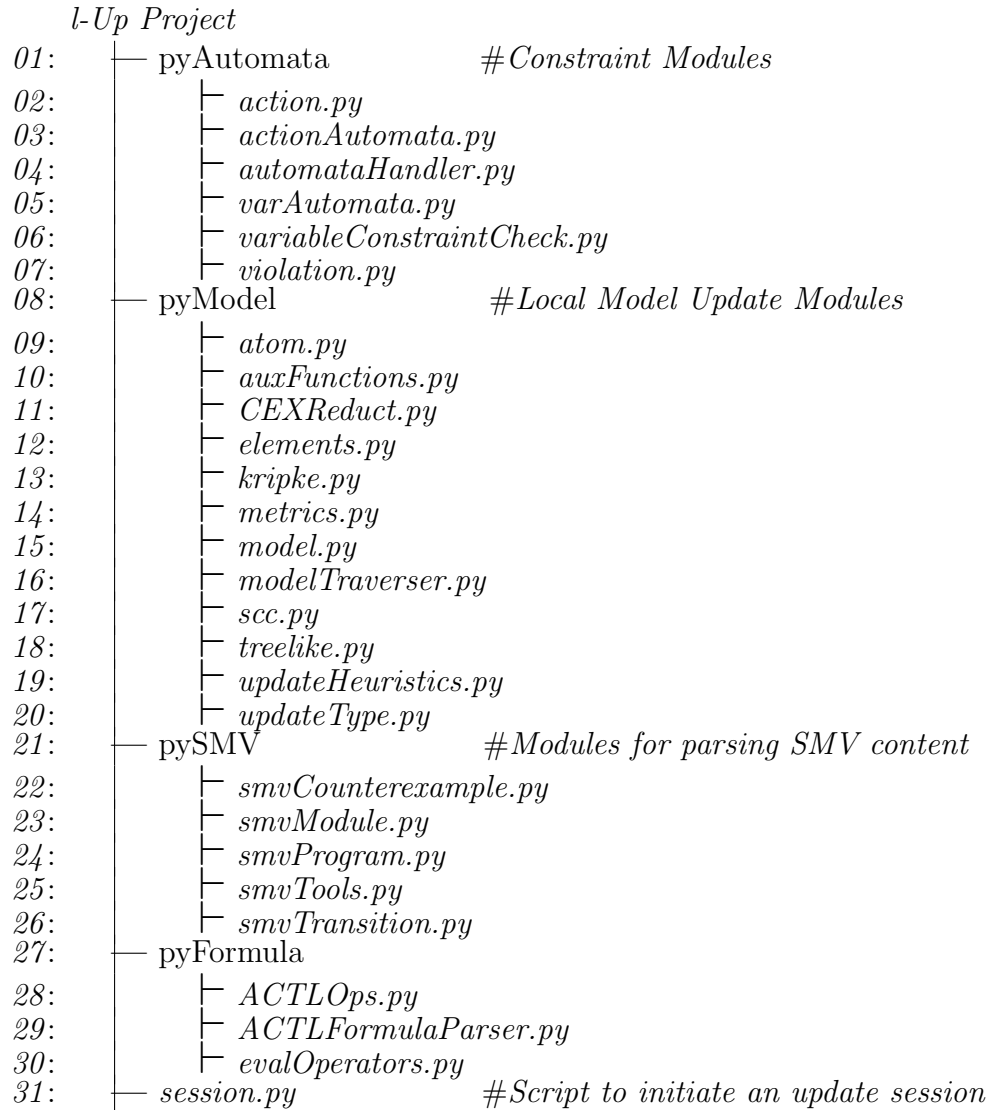 l-Up Project
01: pyAutomata #Constraint Modules
02: action.py
03: actionAutomata.py
04: automataHandler.py
05: varAutomata.py
06: variableConstraintCheck.py
07: violation.py
08: pyModel #Local Model Update Modules
09: atom.py
10: auxFunctions.py
11: CEXReduct.py
12: elements.py
13: kripke.py
14: metrics.py
15: model.py
16: modelTraverser.py
17: scc.py
18: treelike.py
19: updateHeuristics.py
20: updateType.py
21: pySMV #Modules for parsing SMV content
22: smvCounterexample.py
23: smvModule.py
24: smvProgram.py
25: smvTools.py
26: smvTransition.py
27: pyFormula
28: ACTLOps.py
29: ACTLFormulaParser.py
30: evalOperators.py
31: session.py #Script to initiate an update session